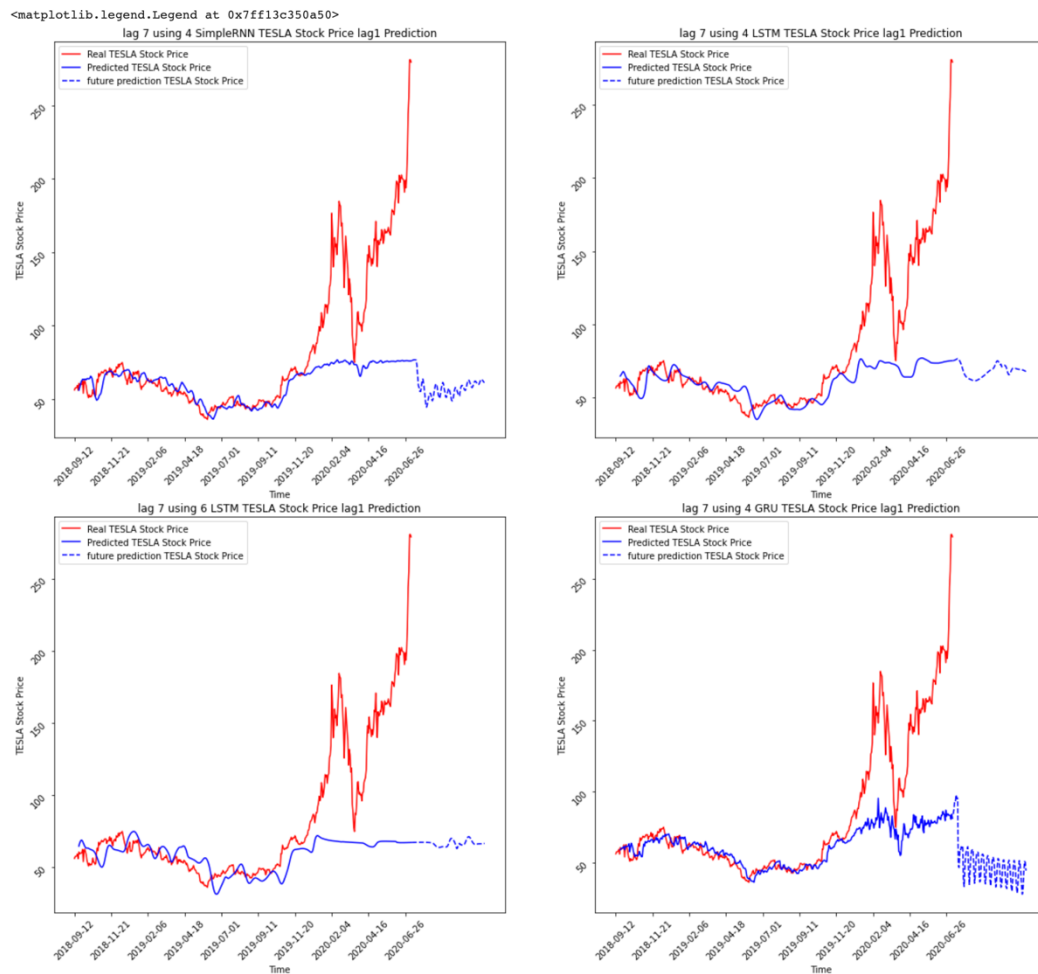 <matplotlib.legend.Legend at 0x7ff13c350a50>
lag 7 using 4 SimpleRNN TESLA Stock Price lag1 Prediction
Real TESLA Stock Price
Predicted TESLA Stock Price
future prediction TESLA Stock Price
TESLA Stock Price
250
200
150
100
50
2018-09-12
2018-11-21
2019-02-06
2019-04-18
2019-07-01
2019-09-11
2019-11-20
2020-02-04
2020-04-16
2020-06-26
Time
lag 7 using 4 LSTM TESLA Stock Price lag1 Prediction
Real TESLA Stock Price
Predicted TESLA Stock Price
future prediction TESLA Stock Price
TESLA Stock Price
250
200
150
100
50
2018-09-12
2018-11-21
2019-02-06
2019-04-18
2019-07-01
2019-09-11
2019-11-20
2020-02-04
2020-04-16
2020-06-26
Time
lag 7 using 6 LSTM TESLA Stock Price lag1 Prediction
Real TESLA Stock Price
Predicted TESLA Stock Price
future prediction TESLA Stock Price
TESLA Stock Price
250
200
150
100
50
2018-09-12
2018-11-21
2019-02-06
2019-04-18
2019-07-01
2019-09-11
2019-11-20
2020-02-04
2020-04-16
2020-06-26
Time
lag 7 using 4 GRU TESLA Stock Price lag1 Prediction
Real TESLA Stock Price
Predicted TESLA Stock Price
future prediction TESLA Stock Price
TESLA Stock Price
250
200
150
100
50
2018-09-12
2018-11-21
2019-02-06
2019-04-18
2019-07-01
2019-09-11
2019-11-20
2020-02-04
2020-04-16
2020-06-26
Time